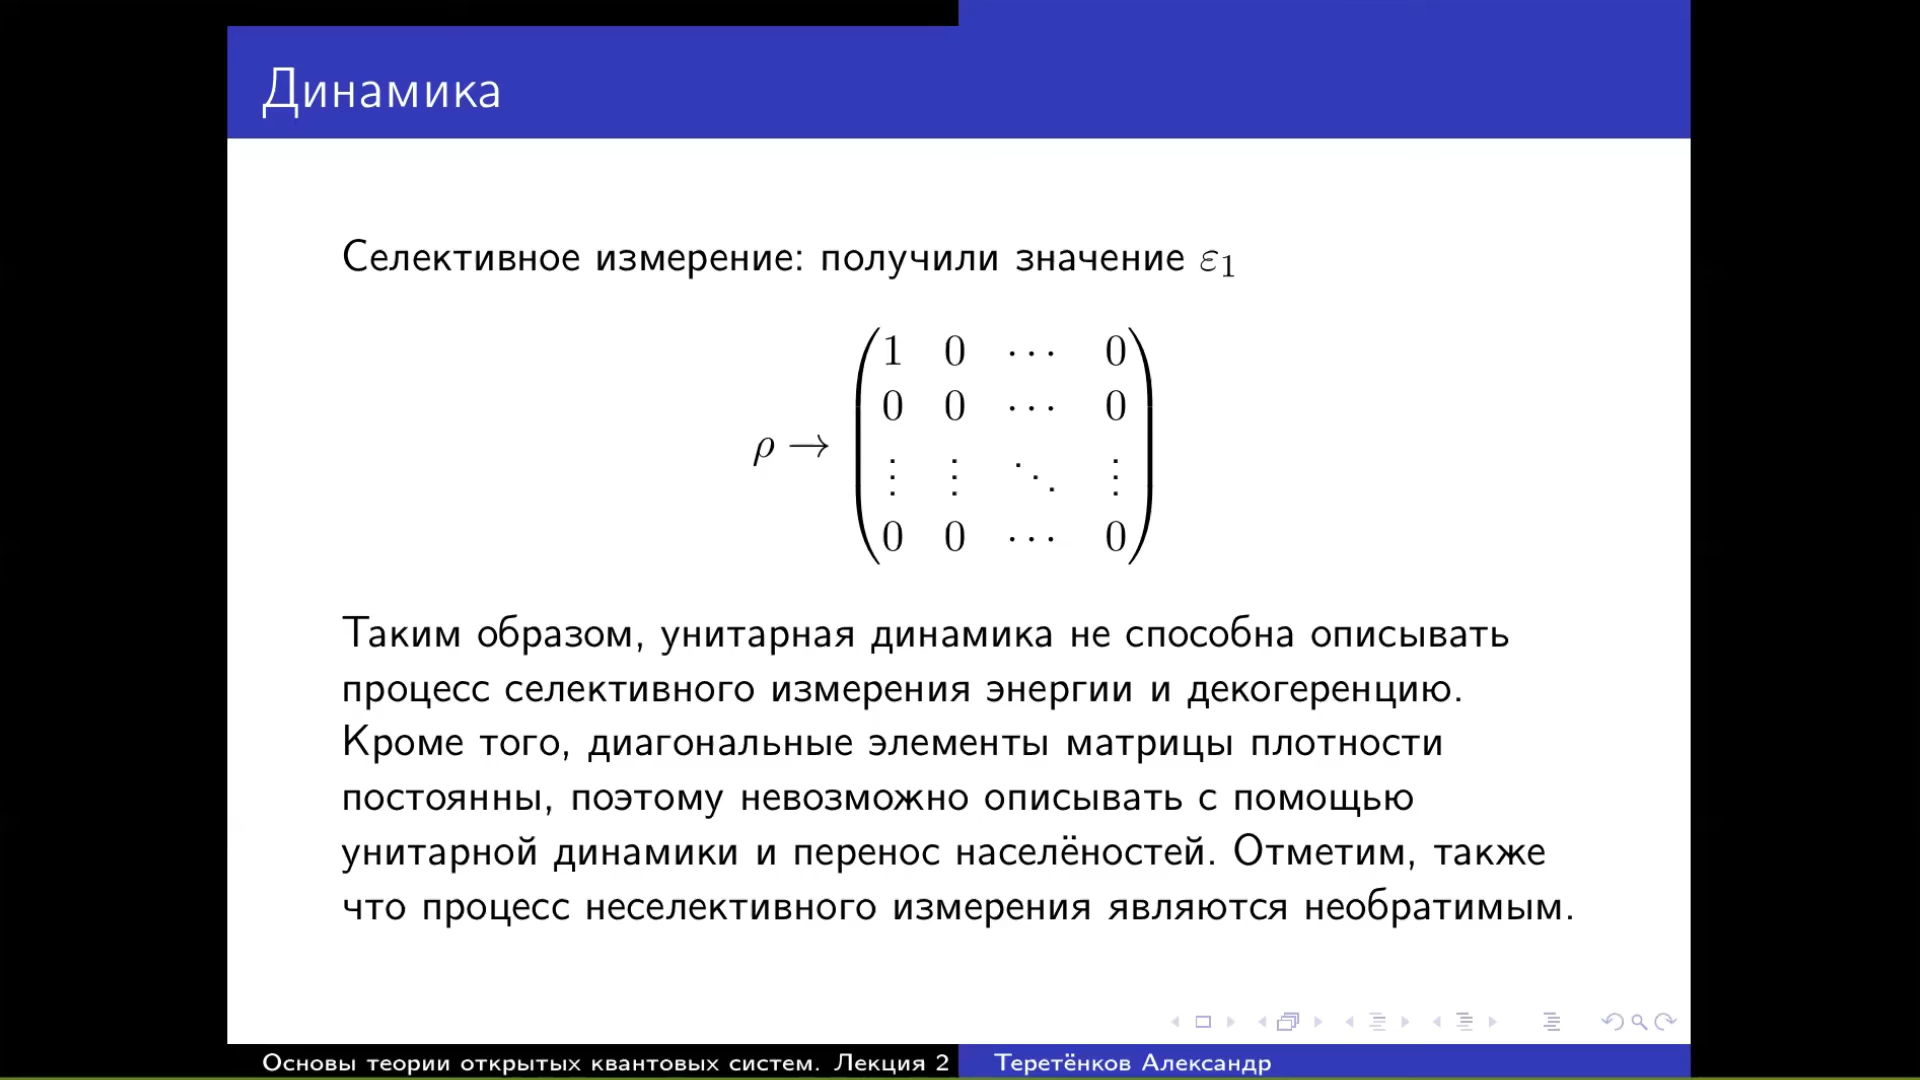 Динамика
Селективное измерение: получили значение ε₁
1 0 ⋯ 0
0 0 ⋯ 0
ρ →
⋮ ⋮ ⋱ ⋮
0 0 ⋯ 0
Таким образом, унитарная динамика не способна описывать
процесс селективного измерения энергии и декогеренцию.
Кроме того, диагональные элементы матрицы плотности
постоянны, поэтому невозможно описывать с помощью
унитарной динамики и перенос населёностей. Отметим, также
что процесс неселективного измерения являются необратимым.
Основы теории открытых квантовых систем. Лекция 2
Теретёнков Александр